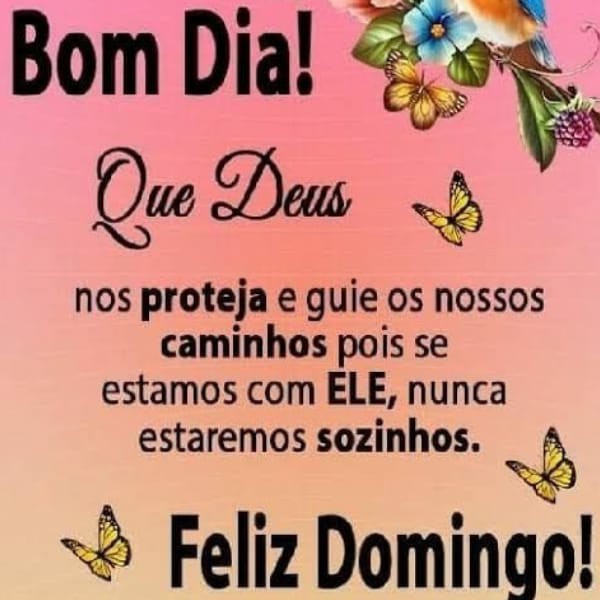 Bom Dia!
Que Deus
nos proteja e guie os nossos
caminhos pois se
estamos com ELE, nunca
estaremos sozinhos.
Feliz Domingo!